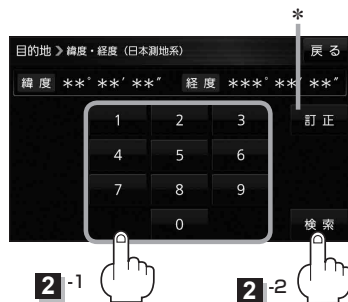 *
目的地 ❯ 緯度・経度（日本測地系） 戻る
緯度 **°**′**″ 経度 ***°**′**″
1 2 3 訂正
4 5 6
7 8 9
0 検索
2-1 2-2